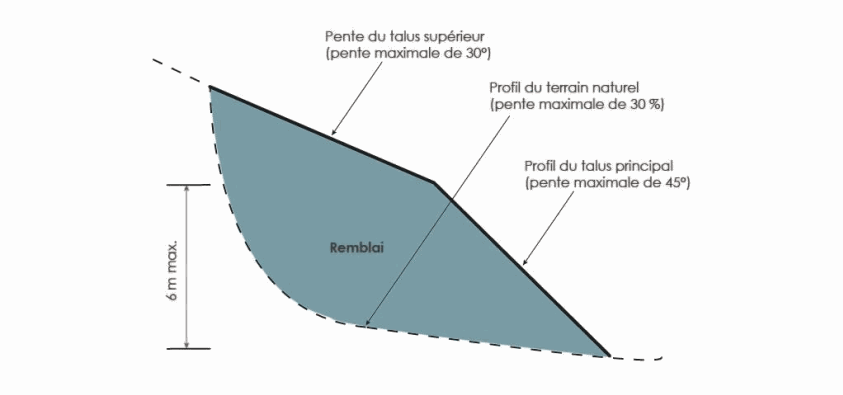 Pente du talus supérieur
(pente maximale de 30º)
Profil du terrain naturel
(pente maximale de 30 %)
Profil du talus principal
(pente maximale de 45º)
Remblai
6 m max.